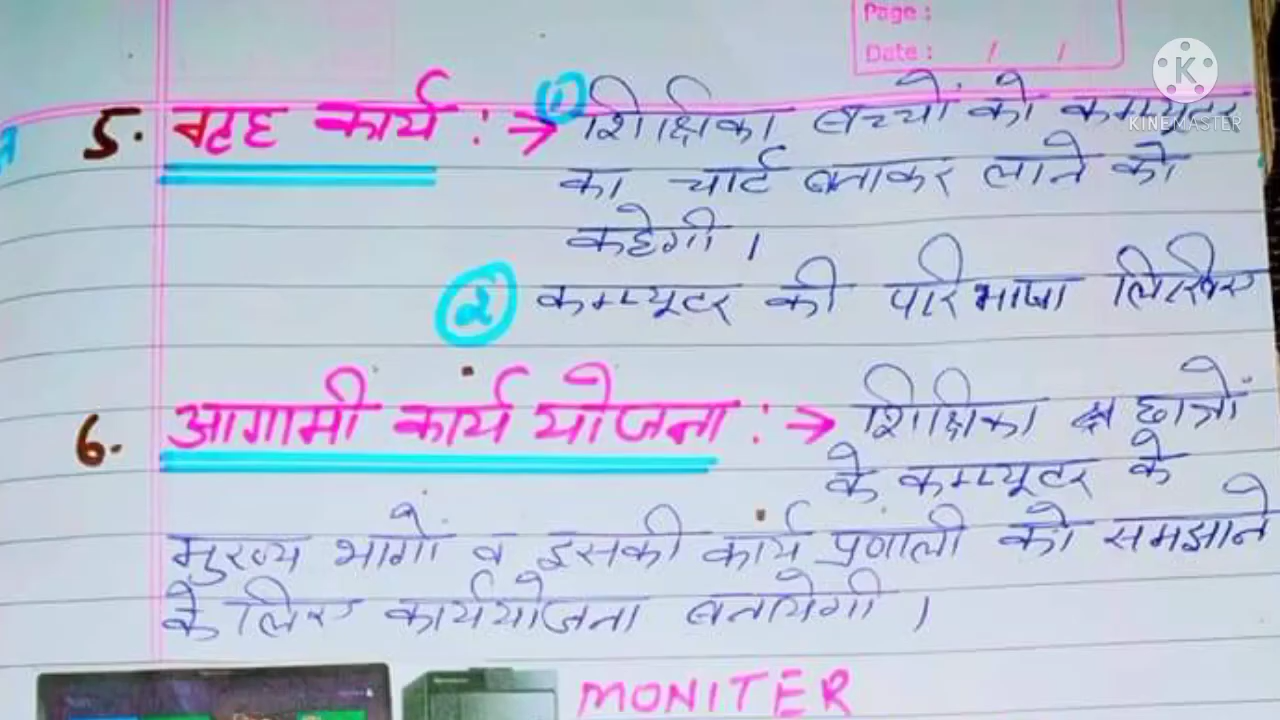 Page :
Date : / /
K
KINEMASTER
5. गृह कार्य : → ① शिक्षिका बच्चों को कम्प्यूटर
का चार्ट बनाकर लाने को
कहेगी ।
② कम्प्यूटर की परिभाषा लिखिए
6. आगामी कार्य योजना : → शिक्षिका छात्रों
के कम्प्यूटर के
मुख्य भागों व इसकी कार्य प्रणाली को समझाने
के लिए कार्ययोजना बनायेगी ।
MONITER